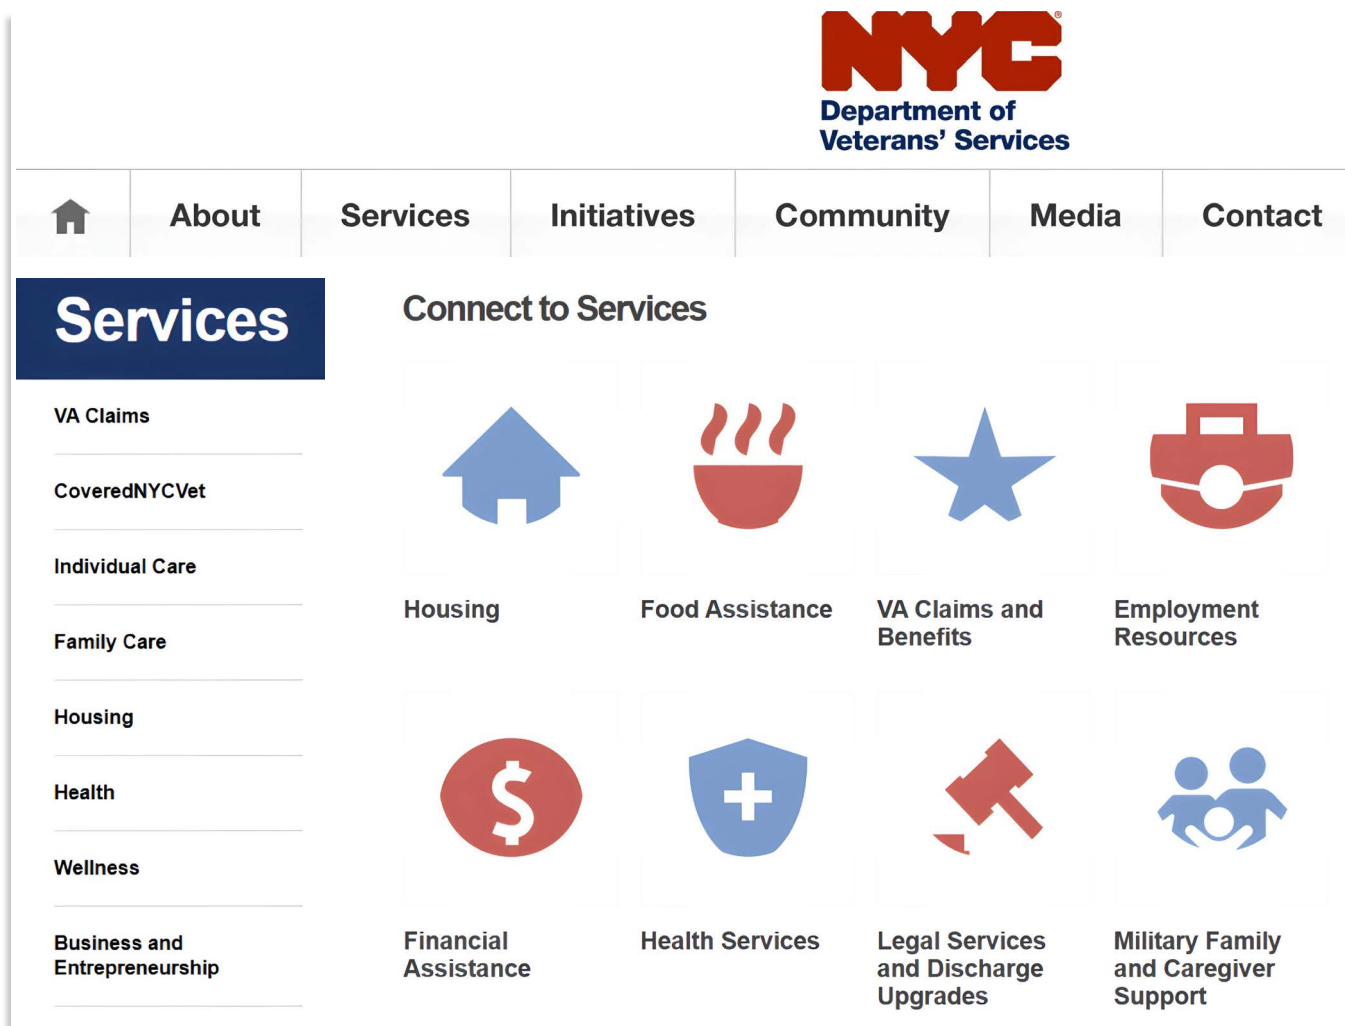 NYC
Department of
Veterans' Services
About
Services
Initiatives
Community
Media
Contact
Services
VA Claims
CoveredNYCVet
Individual Care
Family Care
Housing
Health
Wellness
Business and
Entrepreneurship
Connect to Services
Housing
Food Assistance
VA Claims and
Benefits
Employment
Resources
$
Financial
Assistance
Health Services
Legal Services
and Discharge
Upgrades
Military Family
and Caregiver
Support